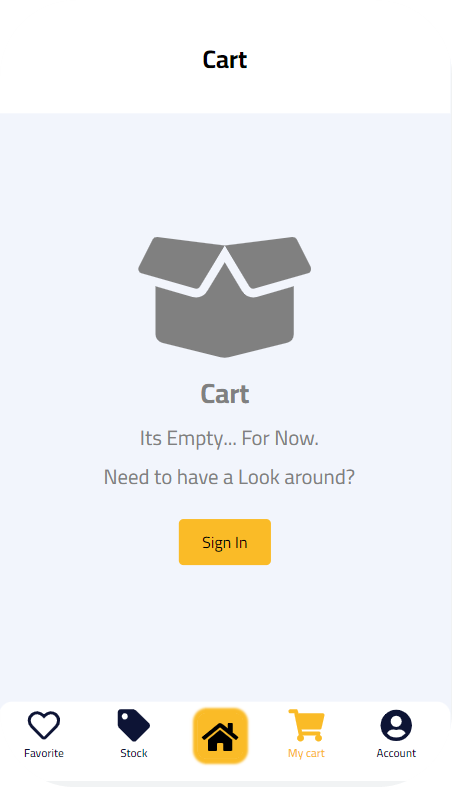 Cart
Cart
Its Empty... For Now.
Need to have a Look around?
Sign In
Favorite
Stock
My cart
Account